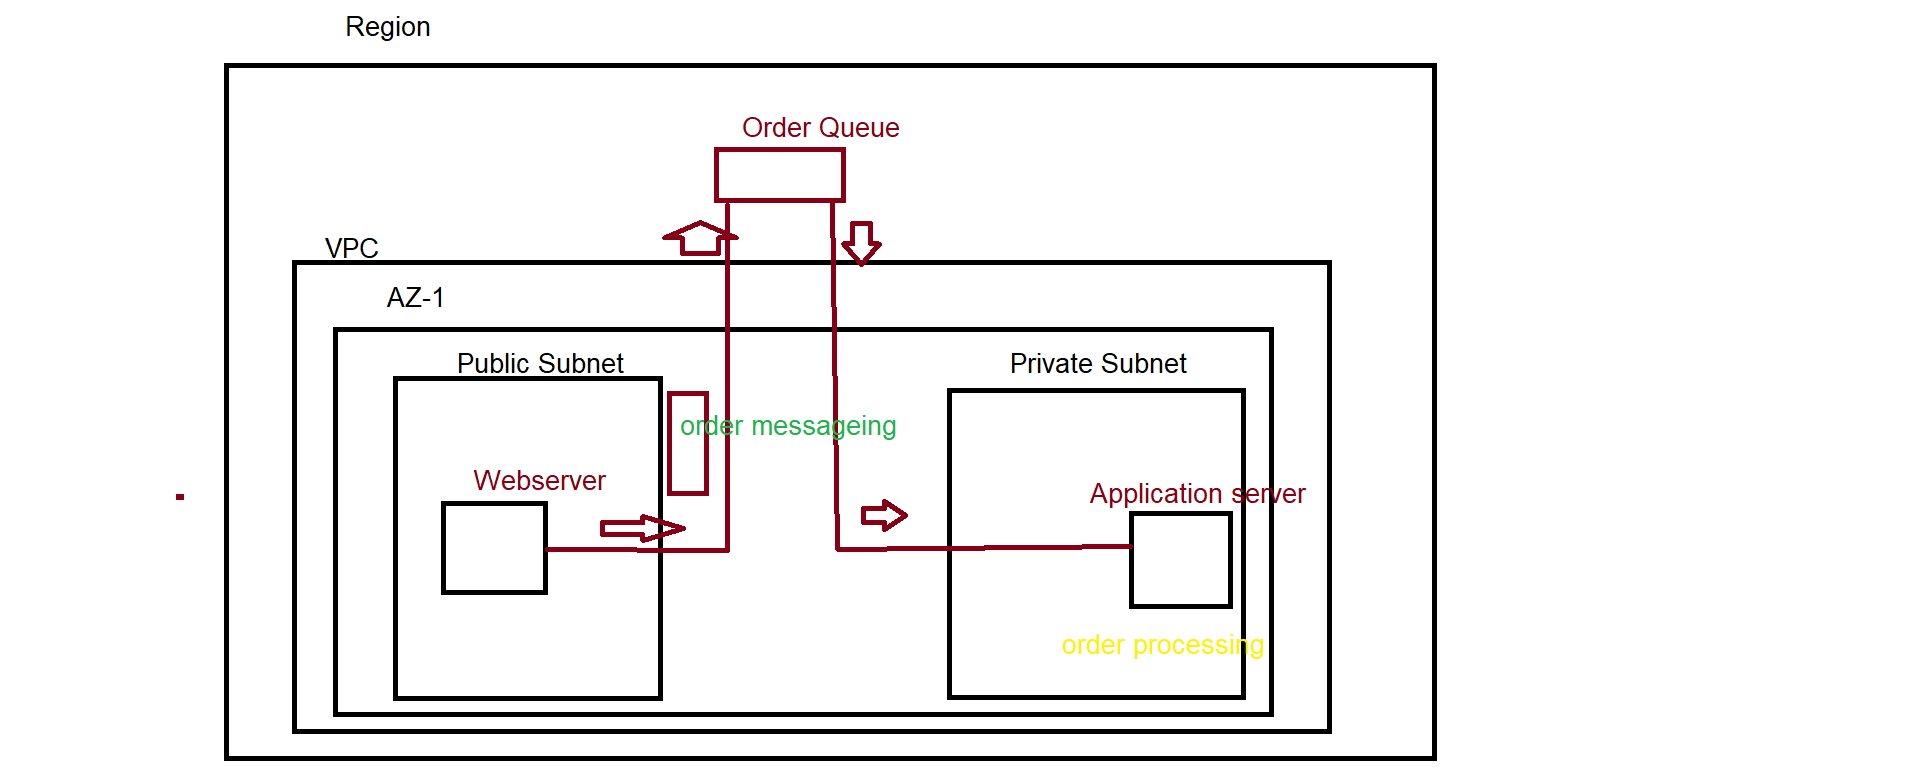 Region
Order Queue
VPC
AZ-1
Public Subnet
Private Subnet
order messageing
Webserver
Application server
order processing